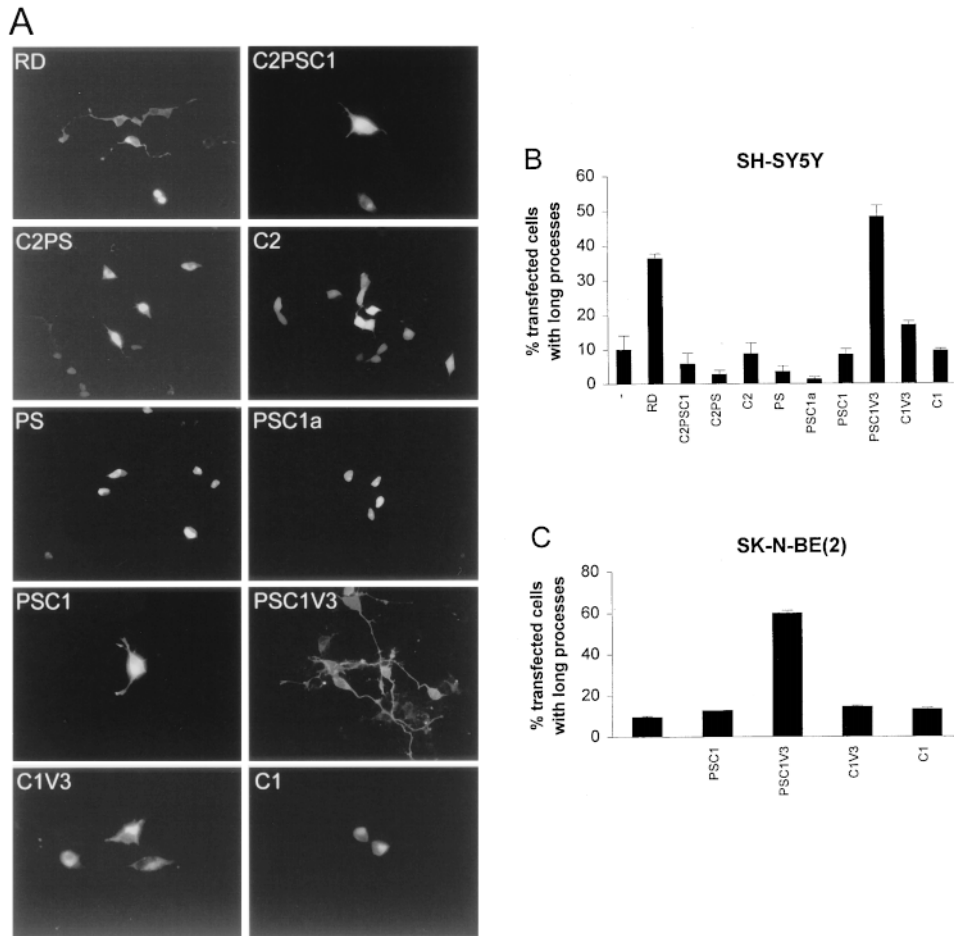 A
RD
C2PSC1
C2PS
C2
PS
PSC1a
PSC1
PSC1V3
C1V3
C1
B
SH-SY5Y
% transfected cells
with long processes
60
50
40
30
20
10
0
-
RD
C2PSC1
C2PS
C2
PS
PSC1a
PSC1
PSC1V3
C1V3
C1
C
SK-N-BE(2)
% transfected cells
with long processes
80
60
40
20
0
PSC1
PSC1V3
C1V3
C1